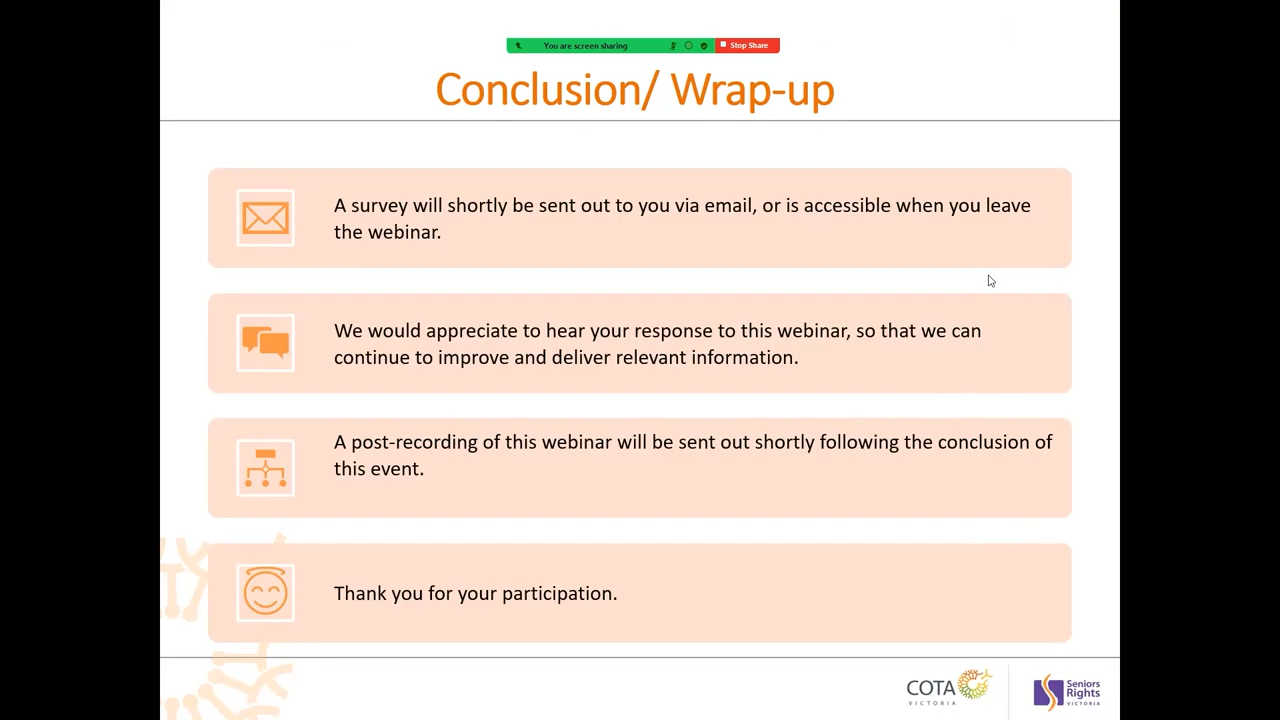 You are screen sharing
Stop Share
Conclusion/ Wrap-up
A survey will shortly be sent out to you via email, or is accessible when you leave
the webinar.
We would appreciate to hear your response to this webinar, so that we can
continue to improve and deliver relevant information.
A post-recording of this webinar will be sent out shortly following the conclusion of
this event.
Thank you for your participation.
COTA
VICTORIA
Seniors
Rights
VICTORIA